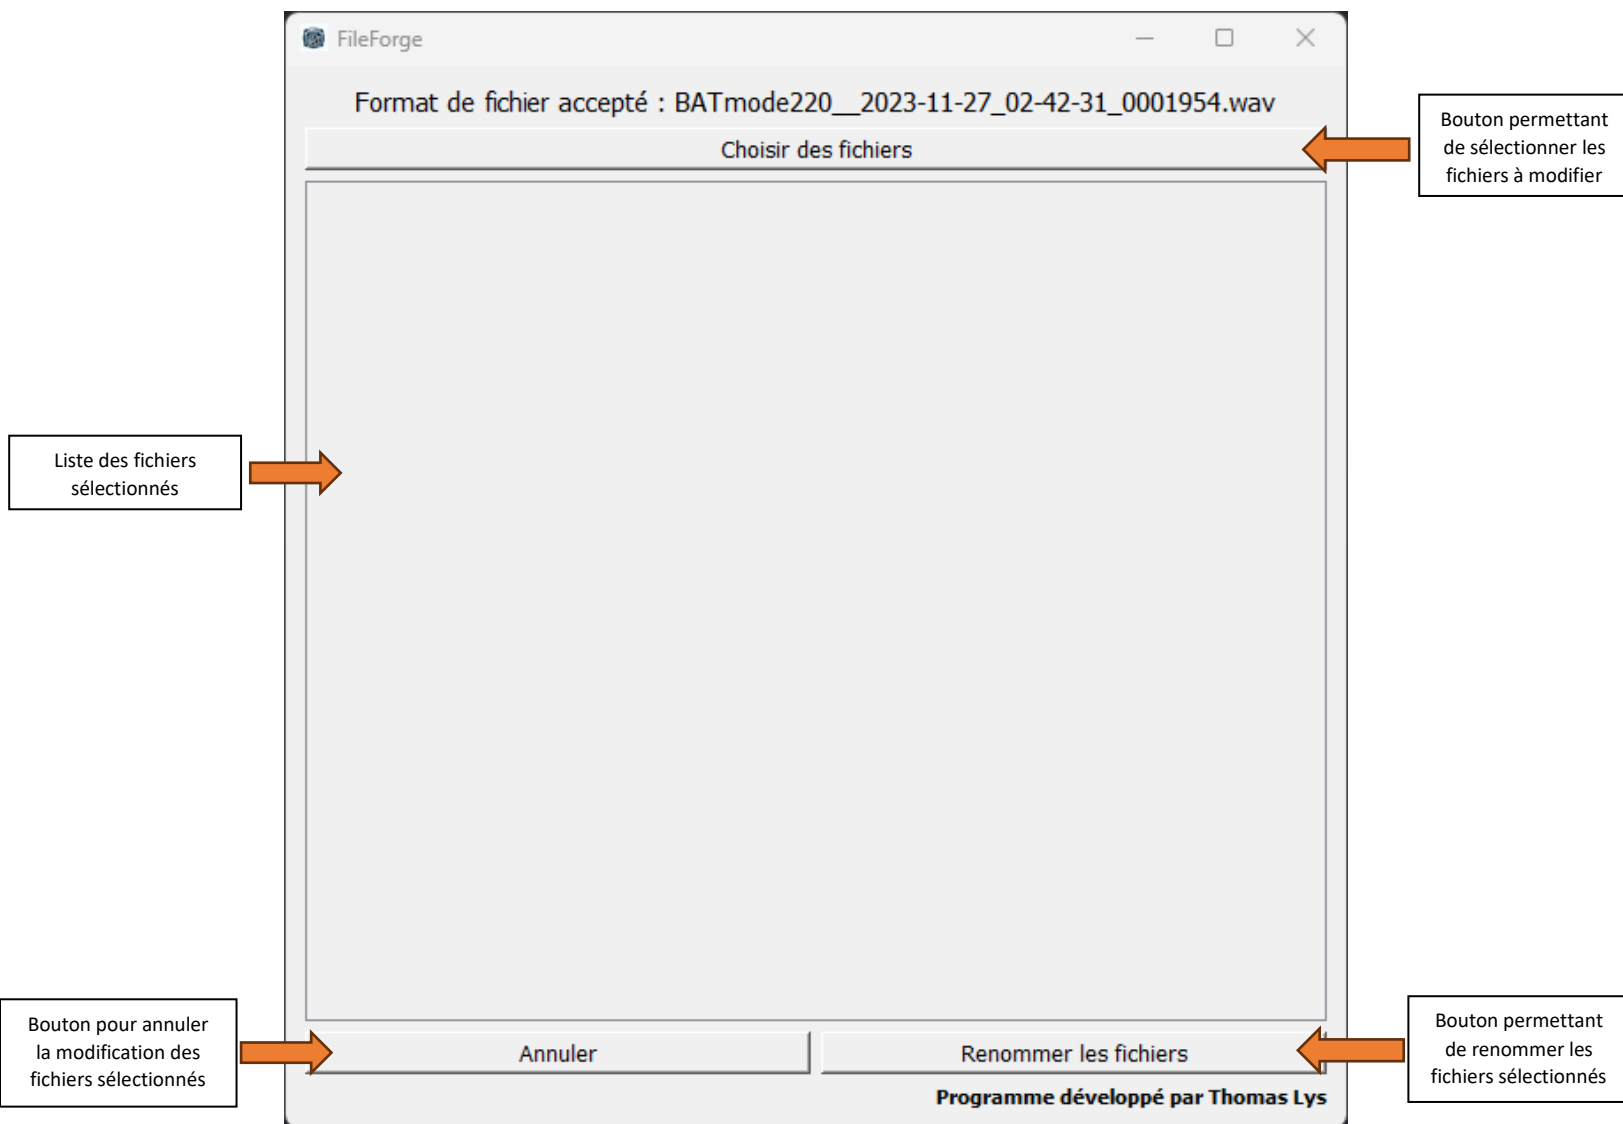 FileForge
Format de fichier accepté : BATmode220__2023-11-27_02-42-31_0001954.wav
Choisir des fichiers
Bouton permettant
de sélectionner les
fichiers à modifier
Liste des fichiers
sélectionnés
Bouton pour annuler
la modification des
fichiers sélectionnés
Annuler
Renommer les fichiers
Bouton permettant
de renommer les
fichiers sélectionnés
Programme développé par Thomas Lys